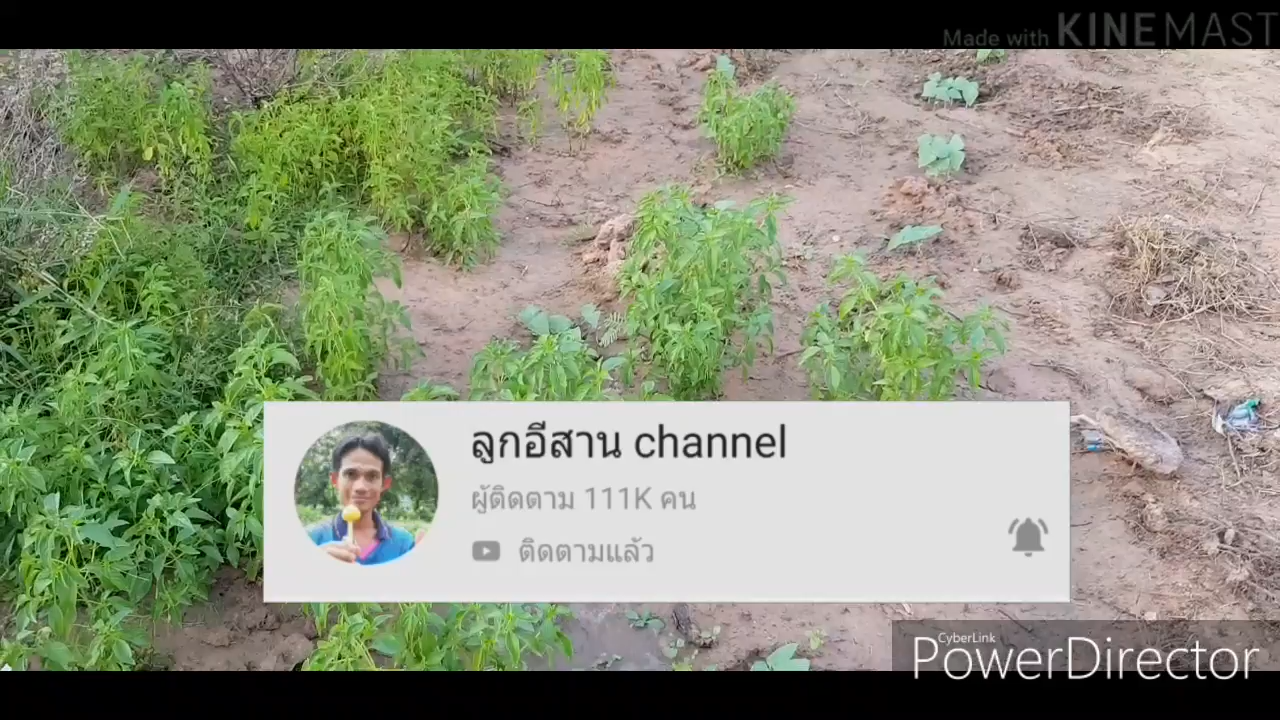 Made with KINEMAST
ลูกอีสาน channel
ผู้ติดตาม 111K คน
ติดตามแล้ว
CyberLink
PowerDirector